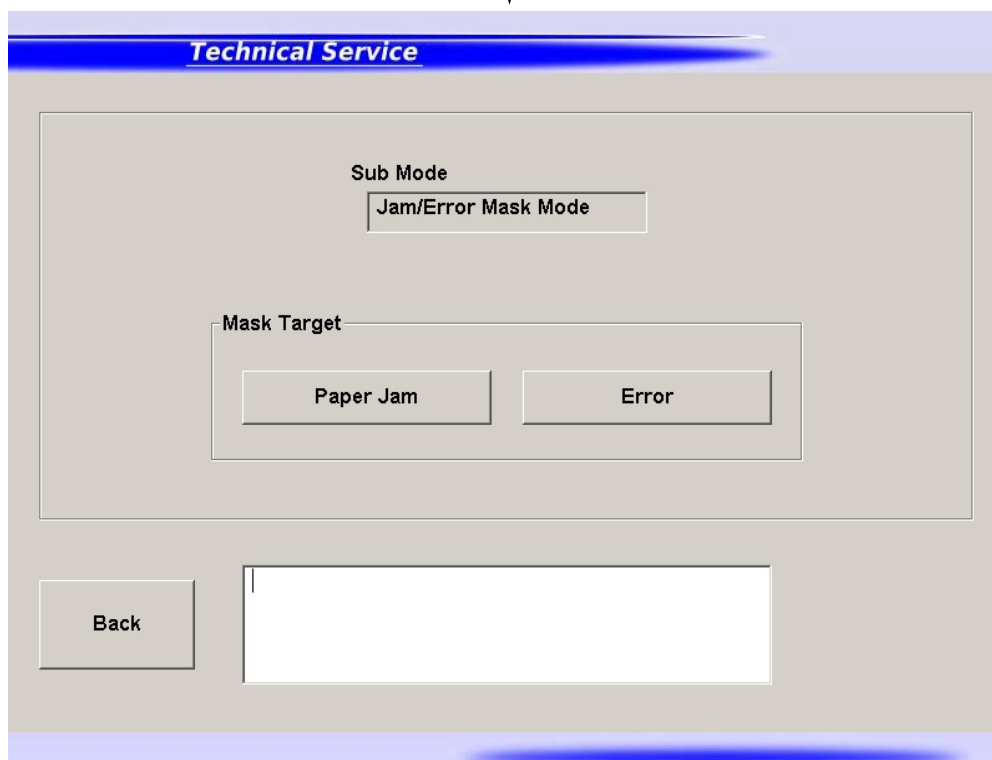 Technical Service
Sub Mode
Jam/Error Mask Mode
Mask Target
Paper Jam
Error
Back